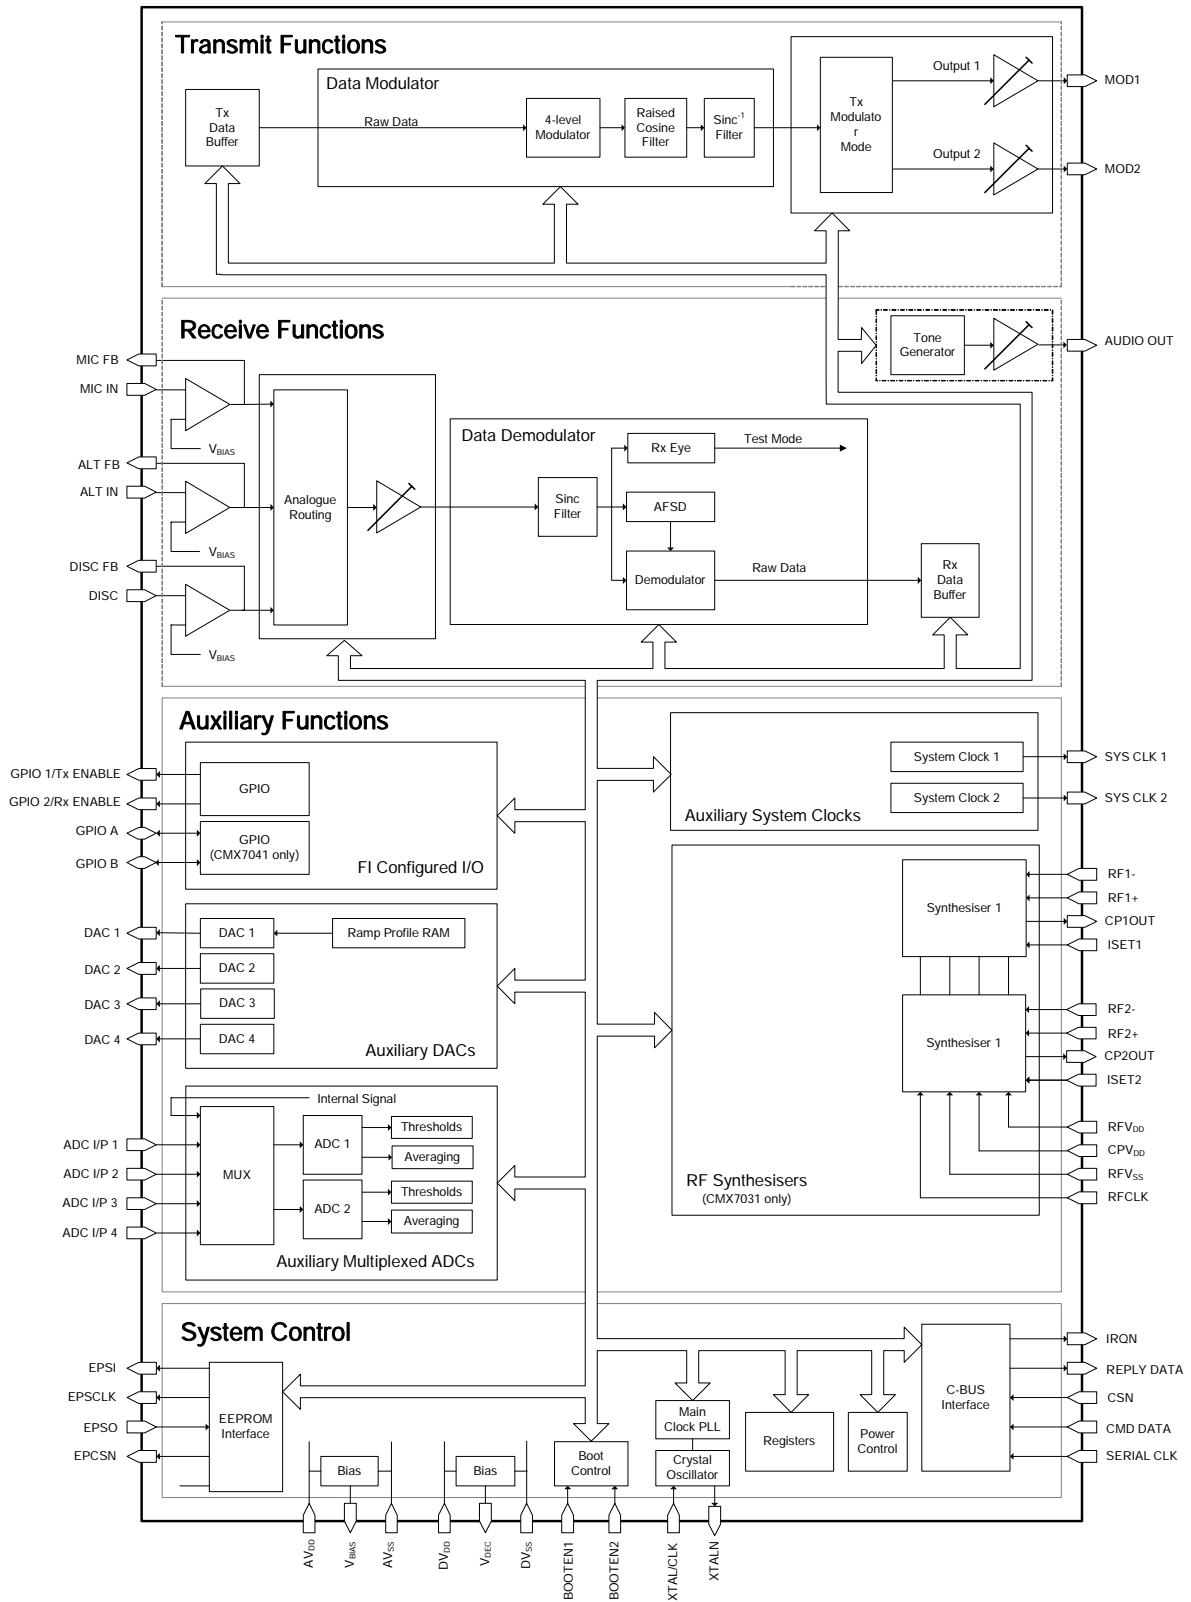 Transmit Functions
Data Modulator
Tx
Data
Buffer
Raw Data
4-level
Modulator
Raised
Cosine
Filter
Sinc-1
Filter
Tx
Modulato
r
Mode
Output 1
Output 2
MOD1
MOD2
Receive Functions
Tone
Generator
AUDIO OUT
MIC FB
MIC IN
VBIAS
ALT FB
ALT IN
VBIAS
DISC FB
DISC
VBIAS
Analogue
Routing
Data Demodulator
Sinc
Filter
Rx Eye
Test Mode
AFSD
Demodulator
Raw Data
Rx
Data
Buffer
Auxiliary Functions
GPIO 1/Tx ENABLE
GPIO 2/Rx ENABLE
GPIO A
GPIO B
GPIO
GPIO
(CMX7041 only)
FI Configured I/O
System Clock 1
System Clock 2
Auxiliary System Clocks
SYS CLK 1
SYS CLK 2
DAC 1
DAC 2
DAC 3
DAC 4
DAC 1
Ramp Profile RAM
DAC 2
DAC 3
DAC 4
Auxiliary DACs
Synthesiser 1
Synthesiser 1
RF Synthesisers
(CMX7031 only)
RF1-
RF1+
CP1OUT
ISET1
RF2-
RF2+
CP2OUT
ISET2
RFVDD
CPVDD
RFVSS
RFCLK
Internal Signal
ADC I/P 1
ADC I/P 2
ADC I/P 3
ADC I/P 4
MUX
ADC 1
Thresholds
Averaging
ADC 2
Thresholds
Averaging
Auxiliary Multiplexed ADCs
System Control
EPSI
EPSCLK
EPSO
EPCSN
EEPROM
Interface
Bias
Bias
Boot
Control
Main
Clock PLL
Crystal
Oscillator
Registers
Power
Control
C-BUS
Interface
IRQN
REPLY DATA
CSN
CMD DATA
SERIAL CLK
AVDD
VBIAS
AVSS
DVDD
VDEC
DVSS
BOOTEN1
BOOTEN2
XTAL/CLK
XTALN